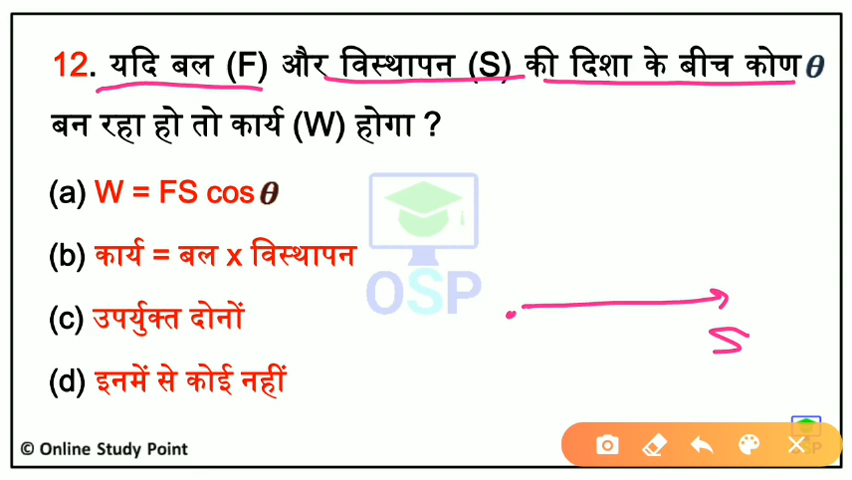 12. यदि बल (F) और विस्थापन (S) की दिशा के बीच कोण θ
बन रहा हो तो कार्य (W) होगा ?
(a) W = FS cos θ
(b) कार्य = बल x विस्थापन
(c) उपर्युक्त दोनों
(d) इनमें से कोई नहीं
OSP
S
© Online Study Point